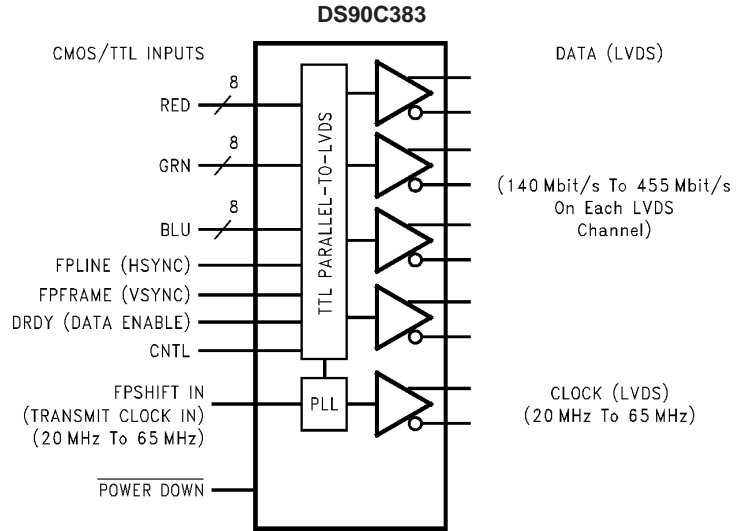 DS90C383
CMOS/TTL INPUTS
DATA (LVDS)
8
RED
8
GRN
8
BLU
FPLINE (HSYNC)
FPFRAME (VSYNC)
DRDY (DATA ENABLE)
CNTL
TTL PARALLEL-TO-LVDS
(140 Mbit/s To 455 Mbit/s
On Each LVDS
Channel)
FPSHIFT IN
(TRANSMIT CLOCK IN)
(20 MHz To 65 MHz)
PLL
CLOCK (LVDS)
(20 MHz To 65 MHz)
POWER DOWN